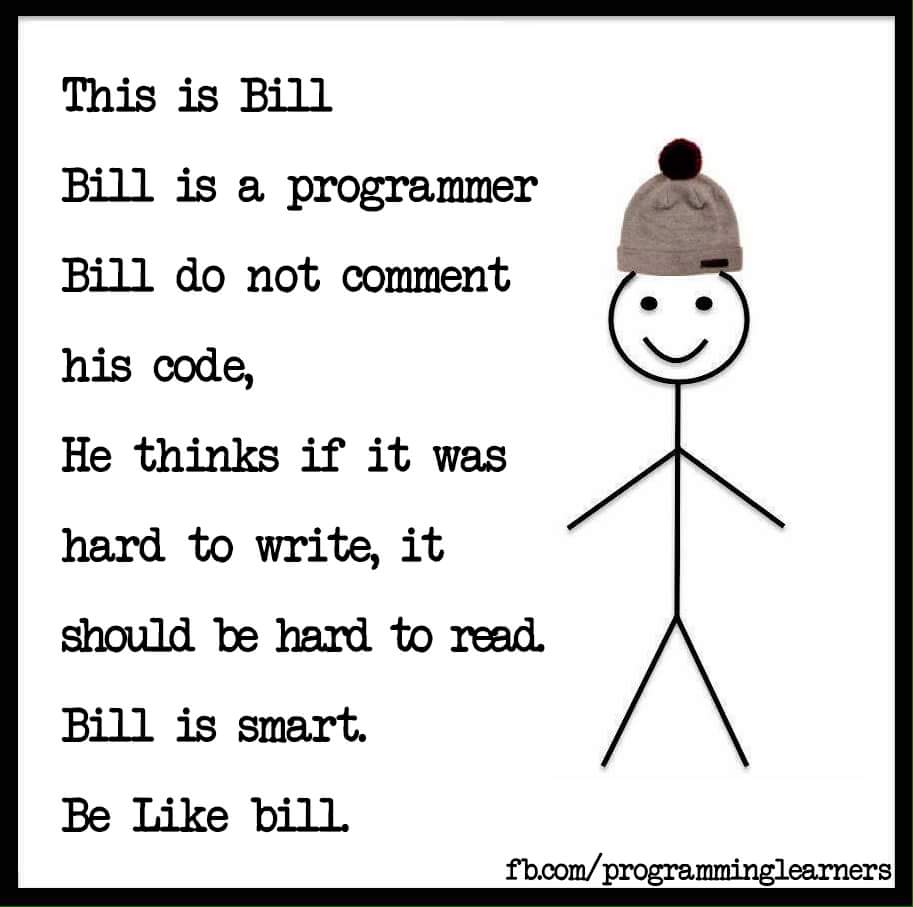 This is Bill
Bill is a programmer
Bill do not comment
his code,
He thinks if it was
hard to write, it
should be hard to read.
Bill is smart.
Be Like bill.
fb.com/programminglearners